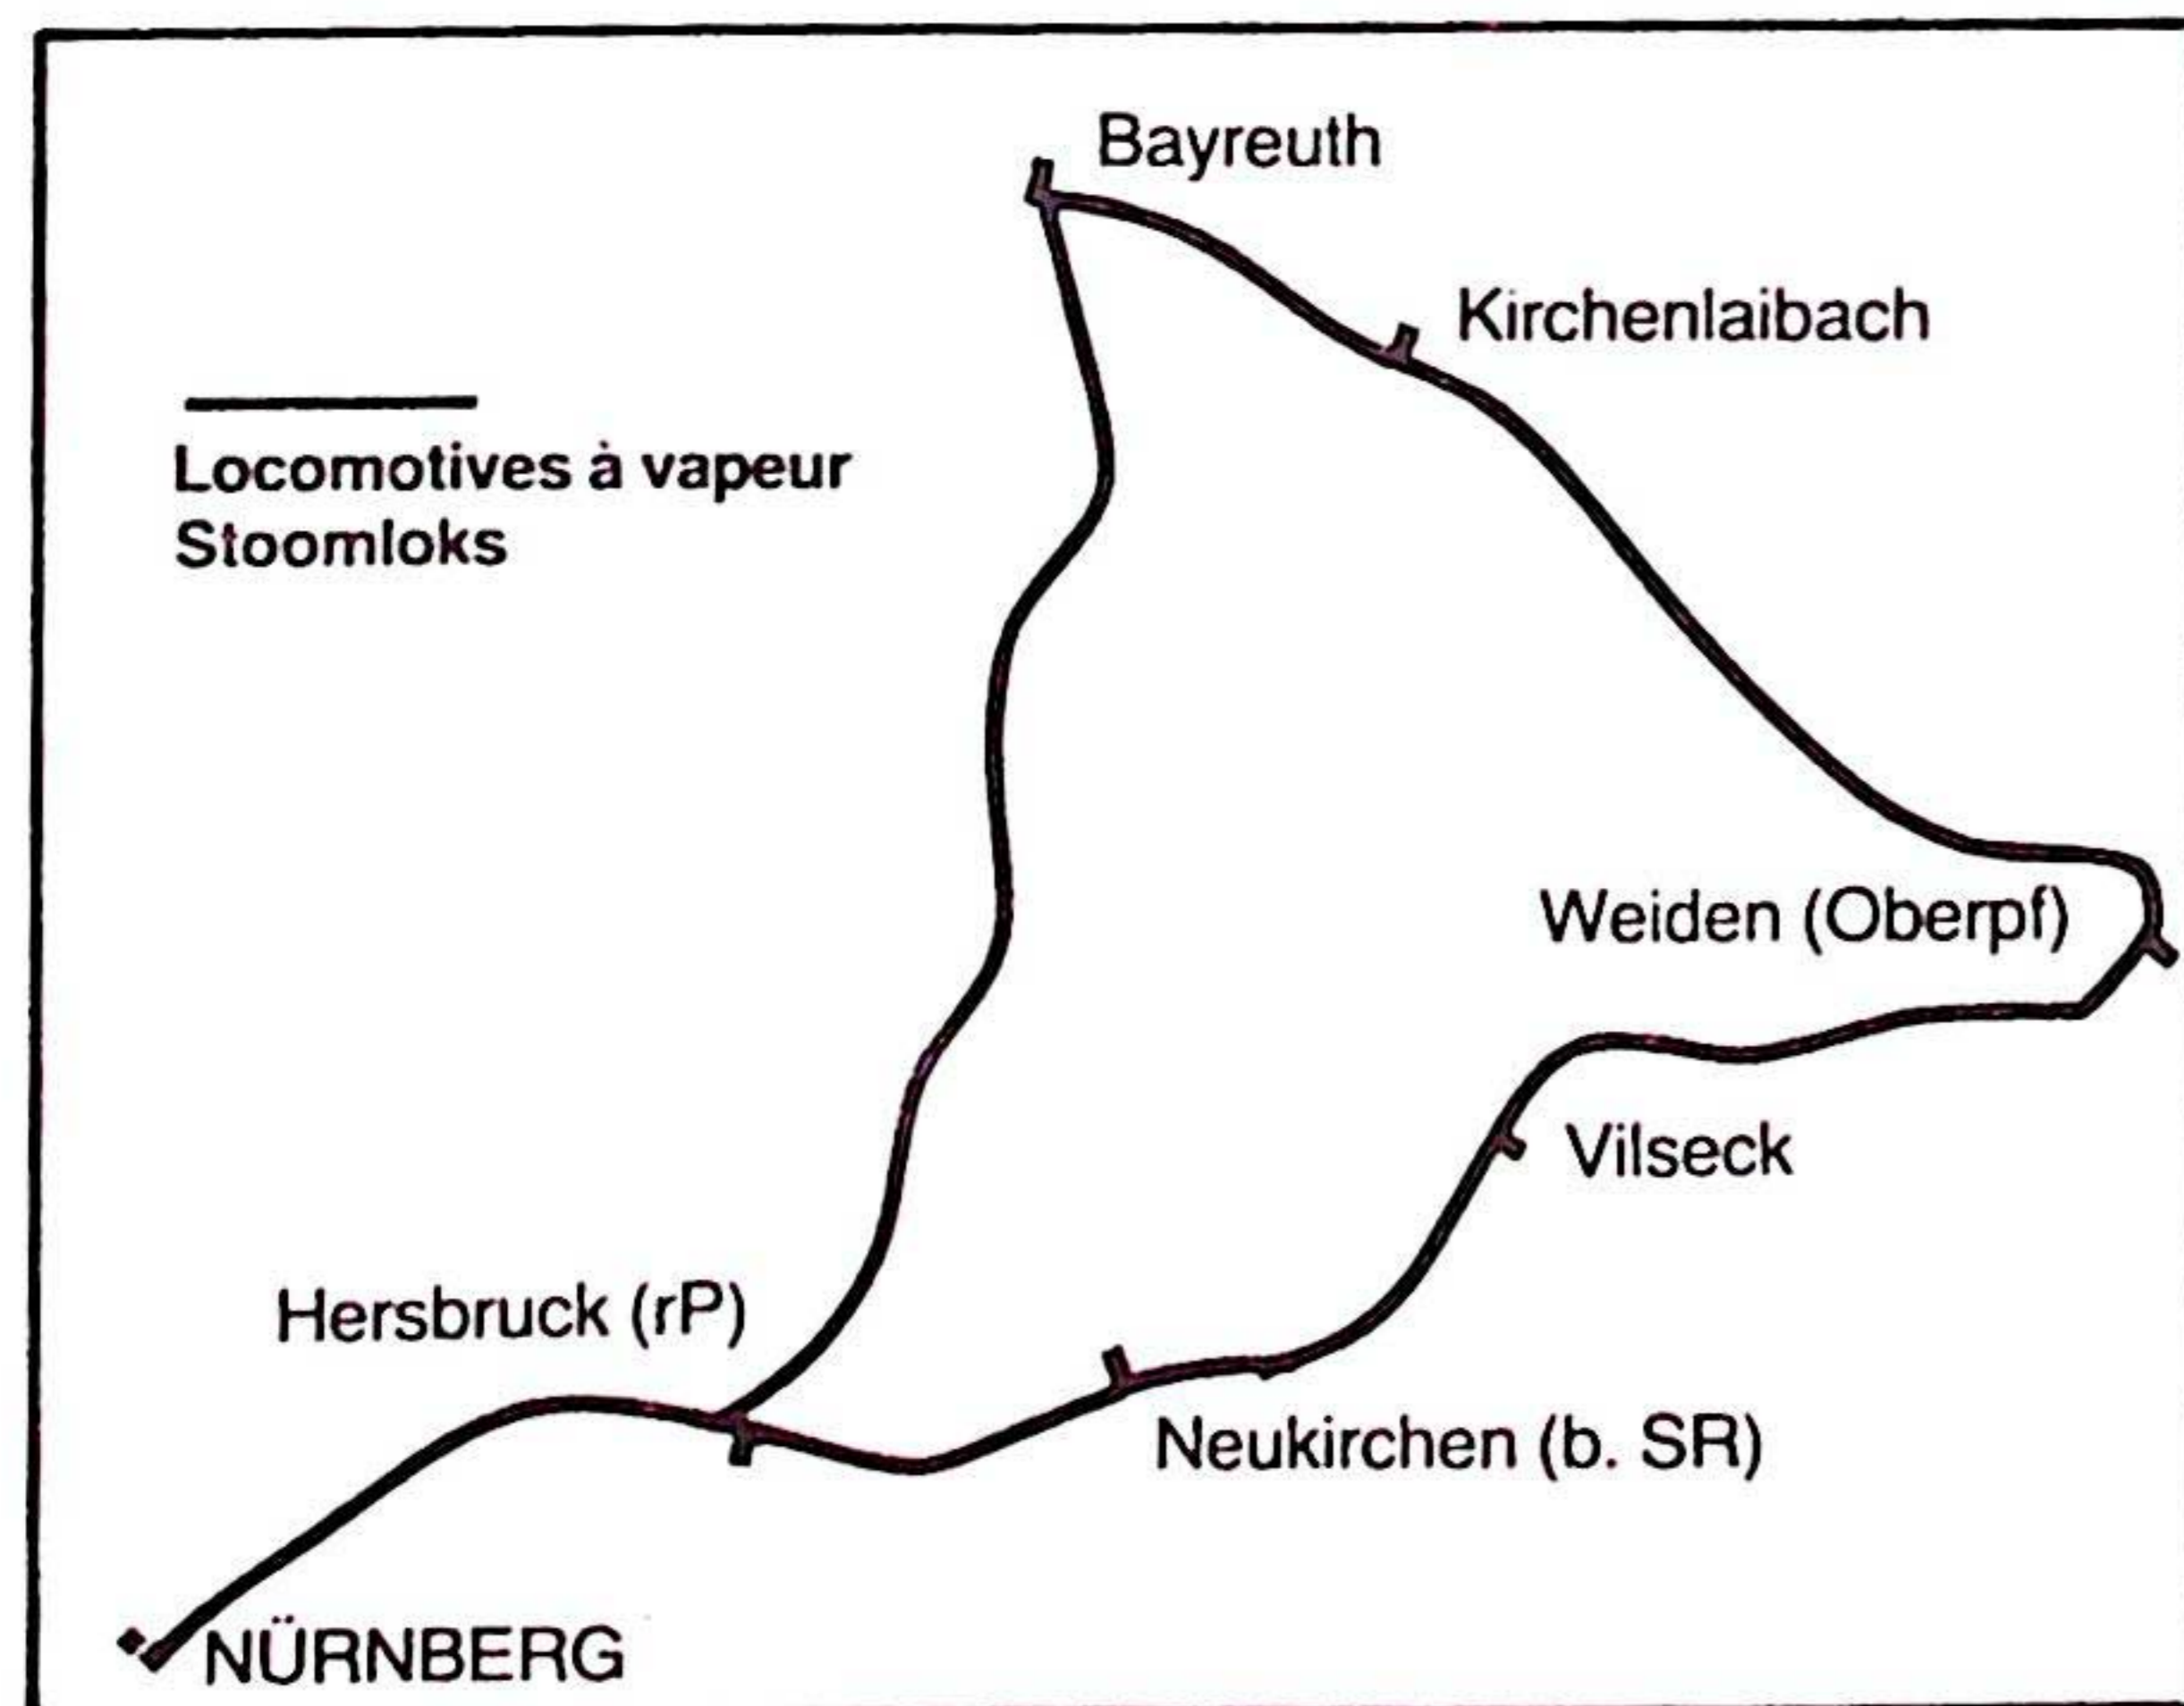 Bayreuth
Kirchenlaibach
Locomotives à vapeur
Stoomloks
Weiden (Oberpf)
Vilseck
Hersbruck (rP)
Neukirchen (b. SR)
NÜRNBERG